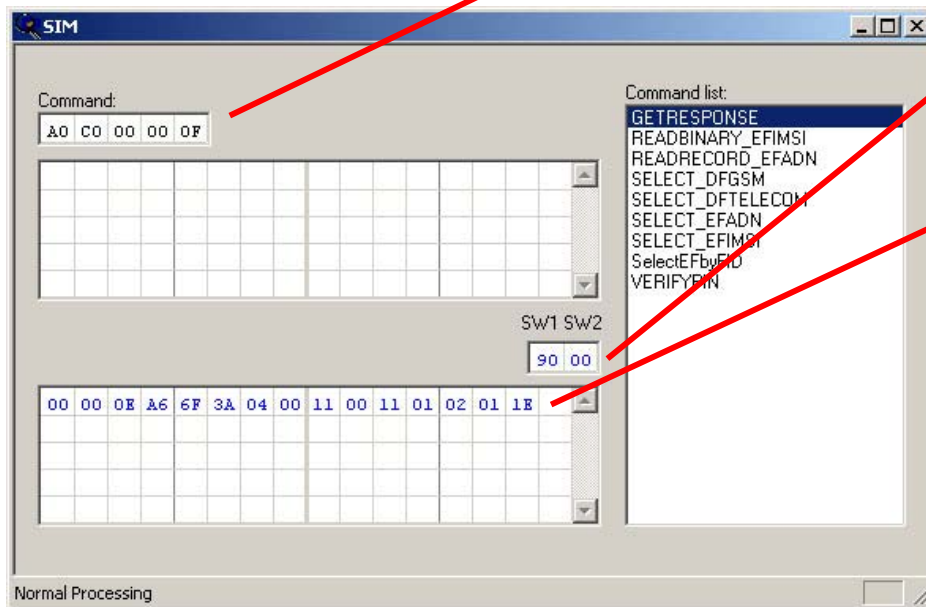 SIM
Command:
A0 C0 00 00 0F
Command list:
GETRESPONSE
READBINARY_EFIMSI
READRECORD_EFADN
SELECT_DFGSM
SELECT_DFTELECOM
SELECT_EFADN
SELECT_EFIMSI
SelectEFbyFID
VERIFYPIN
SW1 SW2
90 00
00 00 0E A6 6F 3A 04 00 11 00 11 01 02 01 1E
Normal Processing